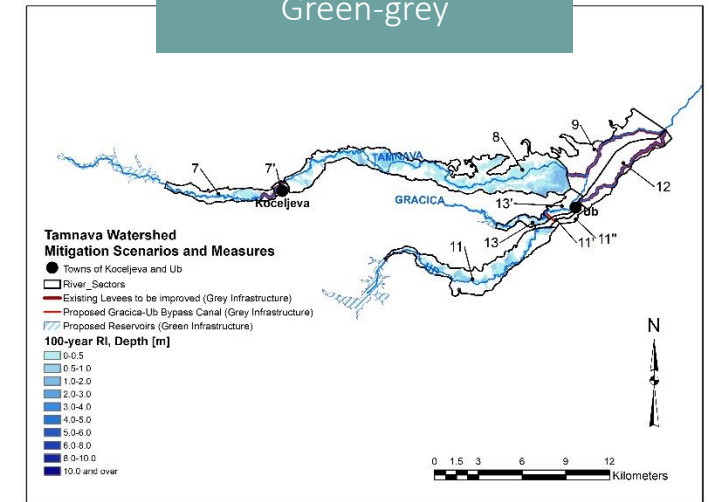 Green-grey
9
8
7
7'
TAMNAVA
12
Koceljeva
GRACICA
13'
Ub
13
11'
11"
11
UB
Tamnava Watershed
Mitigation Scenarios and Measures
Towns of Koceljeva and Ub
River_Sectors
Existing Levees to be improved (Grey Infrastructure)
Proposed Gracica-Ub Bypass Canal (Grey Infrastructure)
Proposed Reservoirs (Green Infrastructure)
100-year RI, Depth [m]
0-0.5
0.5-1.0
1.0-2.0
2.0-3.0
3.0-4.0
4.0-5.0
5.0-6.0
6.0-8.0
8.0-10.0
10.0 and over
N
0 1.5 3 6 9 12
Kilometers